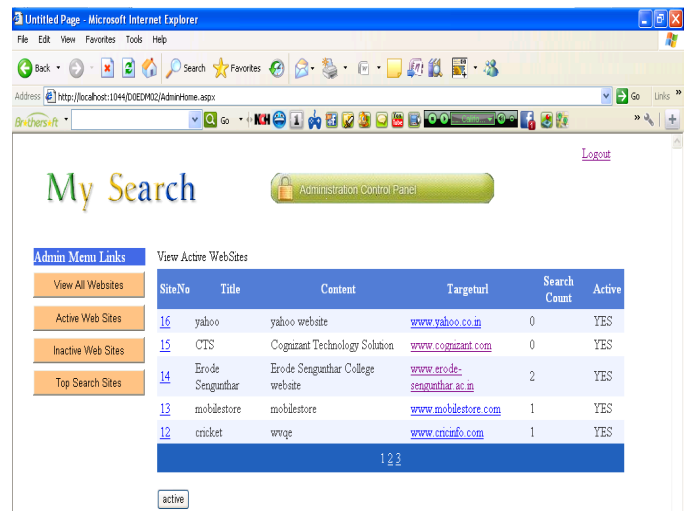 Untitled Page - Microsoft Internet Explorer
File Edit View Favorites Tools Help
Back Search Favorites
Address http://localhost:1044/D0EDM02/AdminHome.aspx Go Links »
Brothersoft Go »
Logout
My Search Administration Control Panel
Admin Menu Links View Active WebSites
View All Websites
Active Web Sites
Inactive Web Sites
Top Search Sites
SiteNo Title Content Targeturl Search Count Active
16 yahoo yahoo website www.yahoo.co.in 0 YES
15 CTS Cognizant Technology Solution www.cognizant.com 0 YES
14 Erode Sengunthar Erode Sengunthar College website www.erode-sengunthar.ac.in 2 YES
13 mobilestore mobilestore www.mobilestore.com 1 YES
12 cricket wvqe www.cricinfo.com 1 YES
1 2 3
active